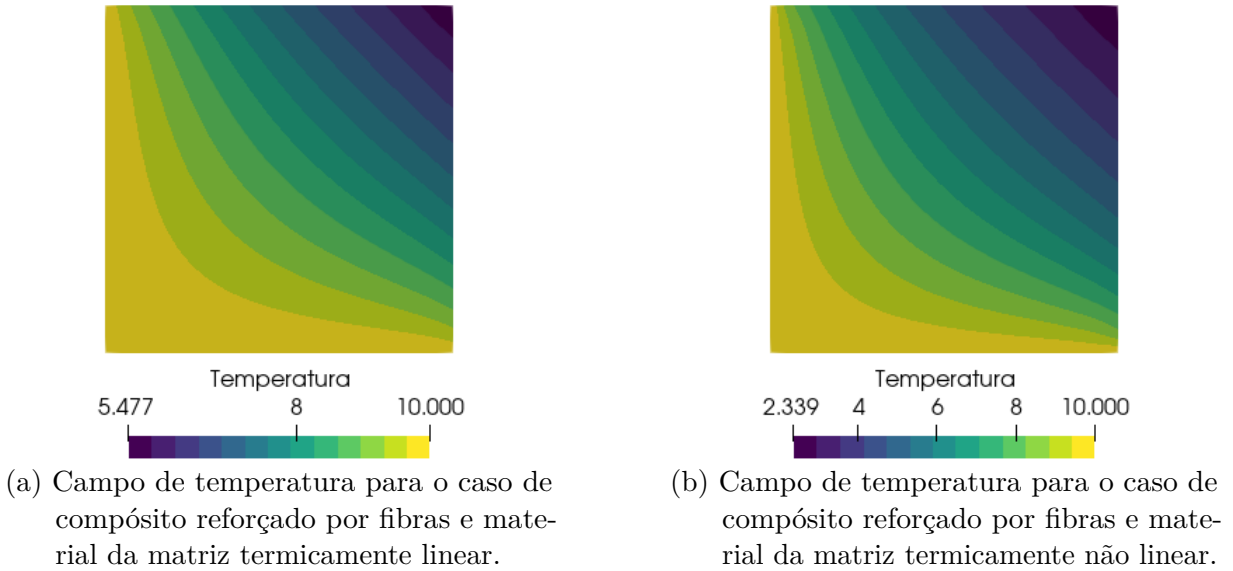 Temperatura
5.477 8 10.000
(a) Campo de temperatura para o caso de
compósito reforçado por fibras e mate-
rial da matriz termicamente linear.
Temperatura
2.339 4 6 8 10.000
(b) Campo de temperatura para o caso de
compósito reforçado por fibras e mate-
rial da matriz termicamente não linear.